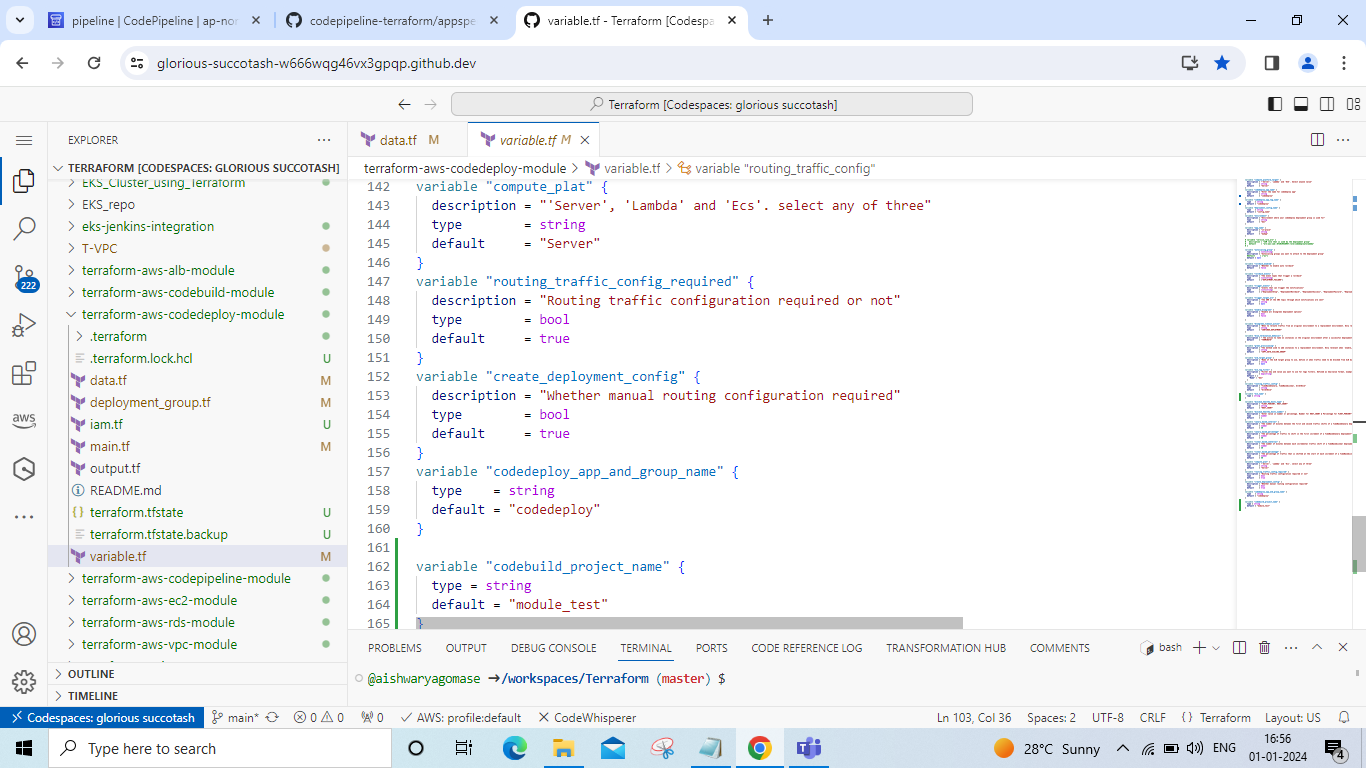 pipeline | CodePipeline | ap-nor
codepipeline-terraform/appspe
variable.tf - Terraform [Codespa
glorious-succotash-w666wqg46vx3gpqp.github.dev
Terraform [Codespaces: glorious succotash]
EXPLORER
TERRAFORM [CODESPACES: GLORIOUS SUCCOTASH]
EKS_Cluster_using_Terraform
EKS_repo
eks-jenkins-integration
T-VPC
terraform-aws-alb-module
222
terraform-aws-codebuild-module
terraform-aws-codedeploy-module
.terraform
.terraform.lock.hcl U
data.tf M
deployment_group.tf M
aws
iam.tf U
main.tf M
output.tf
README.md
terraform.tfstate U
terraform.tfstate.backup U
variable.tf M
terraform-aws-codepipeline-module
terraform-aws-ec2-module
terraform-aws-rds-module
terraform-aws-vpc-module
OUTLINE
TIMELINE
data.tf M
variable.tf M
terraform-aws-codedeploy-module > variable.tf > variable "routing_traffic_config"
142 variable "compute_plat" {
143 description = "'Server', 'Lambda' and 'Ecs'. select any of three"
144 type = string
145 default = "Server"
146 }
147 variable "routing_traffic_config_required" {
148 description = "Routing traffic configuration required or not"
149 type = bool
150 default = true
151 }
152 variable "create_deployment_config" {
153 description = "Whether manual routing configuration required"
154 type = bool
155 default = true
156 }
157 variable "codedeploy_app_and_group_name" {
158 type = string
159 default = "codedeploy"
160 }
161
162 variable "codebuild_project_name" {
163 type = string
164 default = "module_test"
165 }
PROBLEMS OUTPUT DEBUG CONSOLE TERMINAL PORTS CODE REFERENCE LOG TRANSFORMATION HUB COMMENTS bash
@aishwaryagomase ➜/workspaces/Terraform (master) $
Codespaces: glorious succotash main* 0 0 0 AWS: profile:default CodeWhisperer Ln 103, Col 36 Spaces: 2 UTF-8 CRLF {} Terraform Layout: US
Type here to search
28°C Sunny
ENG
16:56
01-01-2024
4